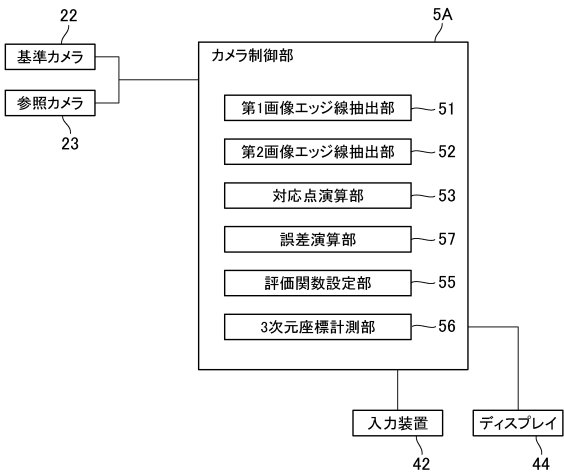 22
5A
基準カメラ
カメラ制御部
参照カメラ
23
第1画像エッジ線抽出部
51
第2画像エッジ線抽出部
52
対応点演算部
53
誤差演算部
57
評価関数設定部
55
3次元座標計測部
56
入力装置
ディスプレイ
42
44